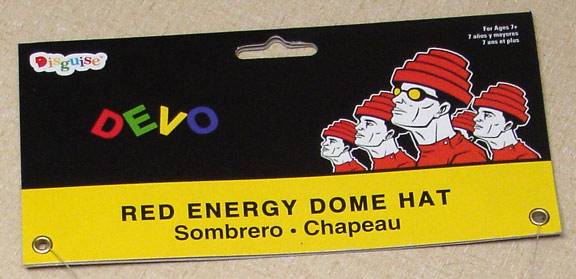 Disguise
For Ages 7+
7 años y mayores
7 ans et plus
DEVO
RED ENERGY DOME HAT
Sombrero • Chapeau